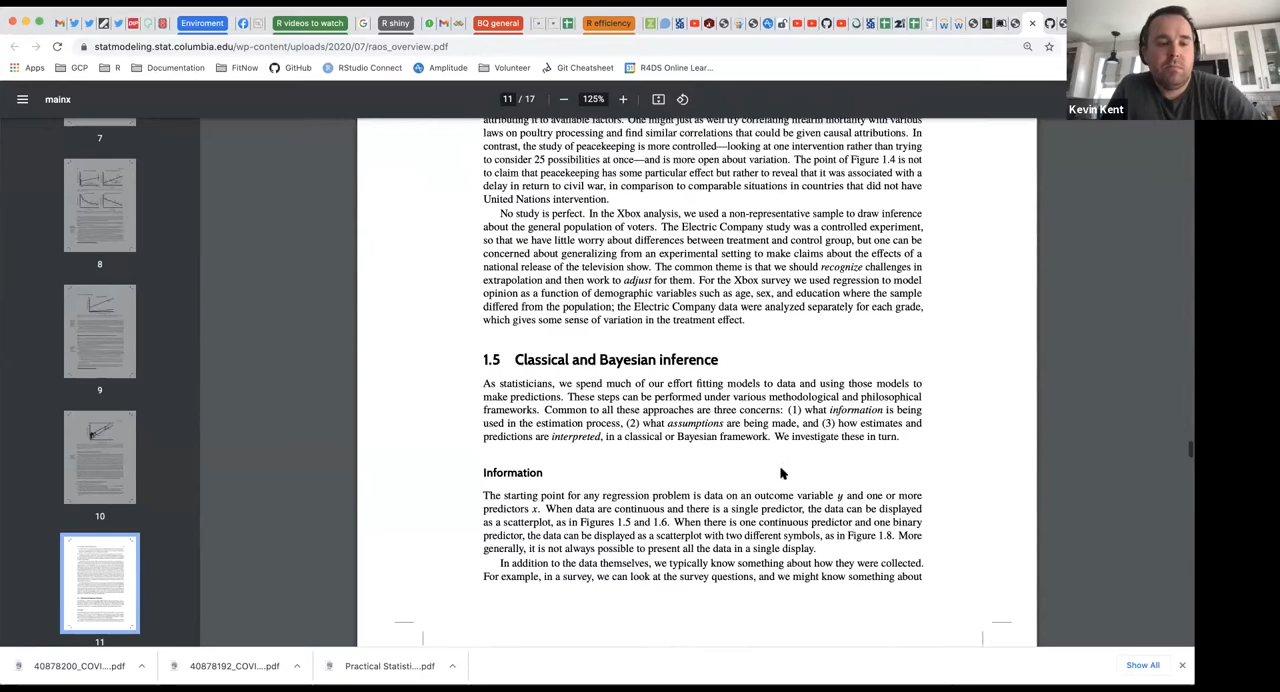 Enviroment
R videos to watch
R shiny
BQ general
R efficiency
statmodeling.stat.columbia.edu/wp-content/uploads/2020/07/raos_overview.pdf
Apps
GCP
R
Documentation
FitNow
GitHub
RStudio Connect
Amplitude
Volunteer
Git Cheatsheet
R4DS Online Lear...
Kevin Kent
mainx
11 / 17
125%
7
8
9
10
11
attributing it to available factors. One might just as well try correlating firearm mortality with various
laws on poultry processing and find similar correlations that could be given causal attributions. In
contrast, the study of peacekeeping is more controlled—looking at one intervention rather than trying
to consider 25 possibilities at once—and is more open about variation. The point of Figure 1.4 is not
to claim that peacekeeping has some particular effect but rather to reveal that it was associated with a
delay in return to civil war, in comparison to comparable situations in countries that did not have
United Nations intervention.
No study is perfect. In the Xbox analysis, we used a non-representative sample to draw inference
about the general population of voters. The Electric Company study was a controlled experiment,
so that we have little worry about differences between treatment and control group, but one can be
concerned about generalizing from an experimental setting to make claims about the effects of a
national release of the television show. The common theme is that we should recognize challenges in
extrapolation and then work to adjust for them. For the Xbox survey we used regression to model
opinion as a function of demographic variables such as age, sex, and education where the sample
differed from the population; the Electric Company data were analyzed separately for each grade,
which gives some sense of variation in the treatment effect.
1.5 Classical and Bayesian inference
As statisticians, we spend much of our effort fitting models to data and using those models to
make predictions. These steps can be performed under various methodological and philosophical
frameworks. Common to all these approaches are three concerns: (1) what information is being
used in the estimation process, (2) what assumptions are being made, and (3) how estimates and
predictions are interpreted, in a classical or Bayesian framework. We investigate these in turn.
Information
The starting point for any regression problem is data on an outcome variable y and one or more
predictors x. When data are continuous and there is a single predictor, the data can be displayed
as a scatterplot, as in Figures 1.5 and 1.6. When there is one continuous predictor and one binary
predictor, the data can be displayed as a scatterplot with two different symbols, as in Figure 1.8. More
generally, it is not always possible to present all the data in a single display.
In addition to the data themselves, we typically know something about how they were collected.
For example, in a survey, we can look at the survey questions, and we might know something about
40878200_COVI....pdf
40878192_COVI....pdf
Practical Statisti....pdf
Show All